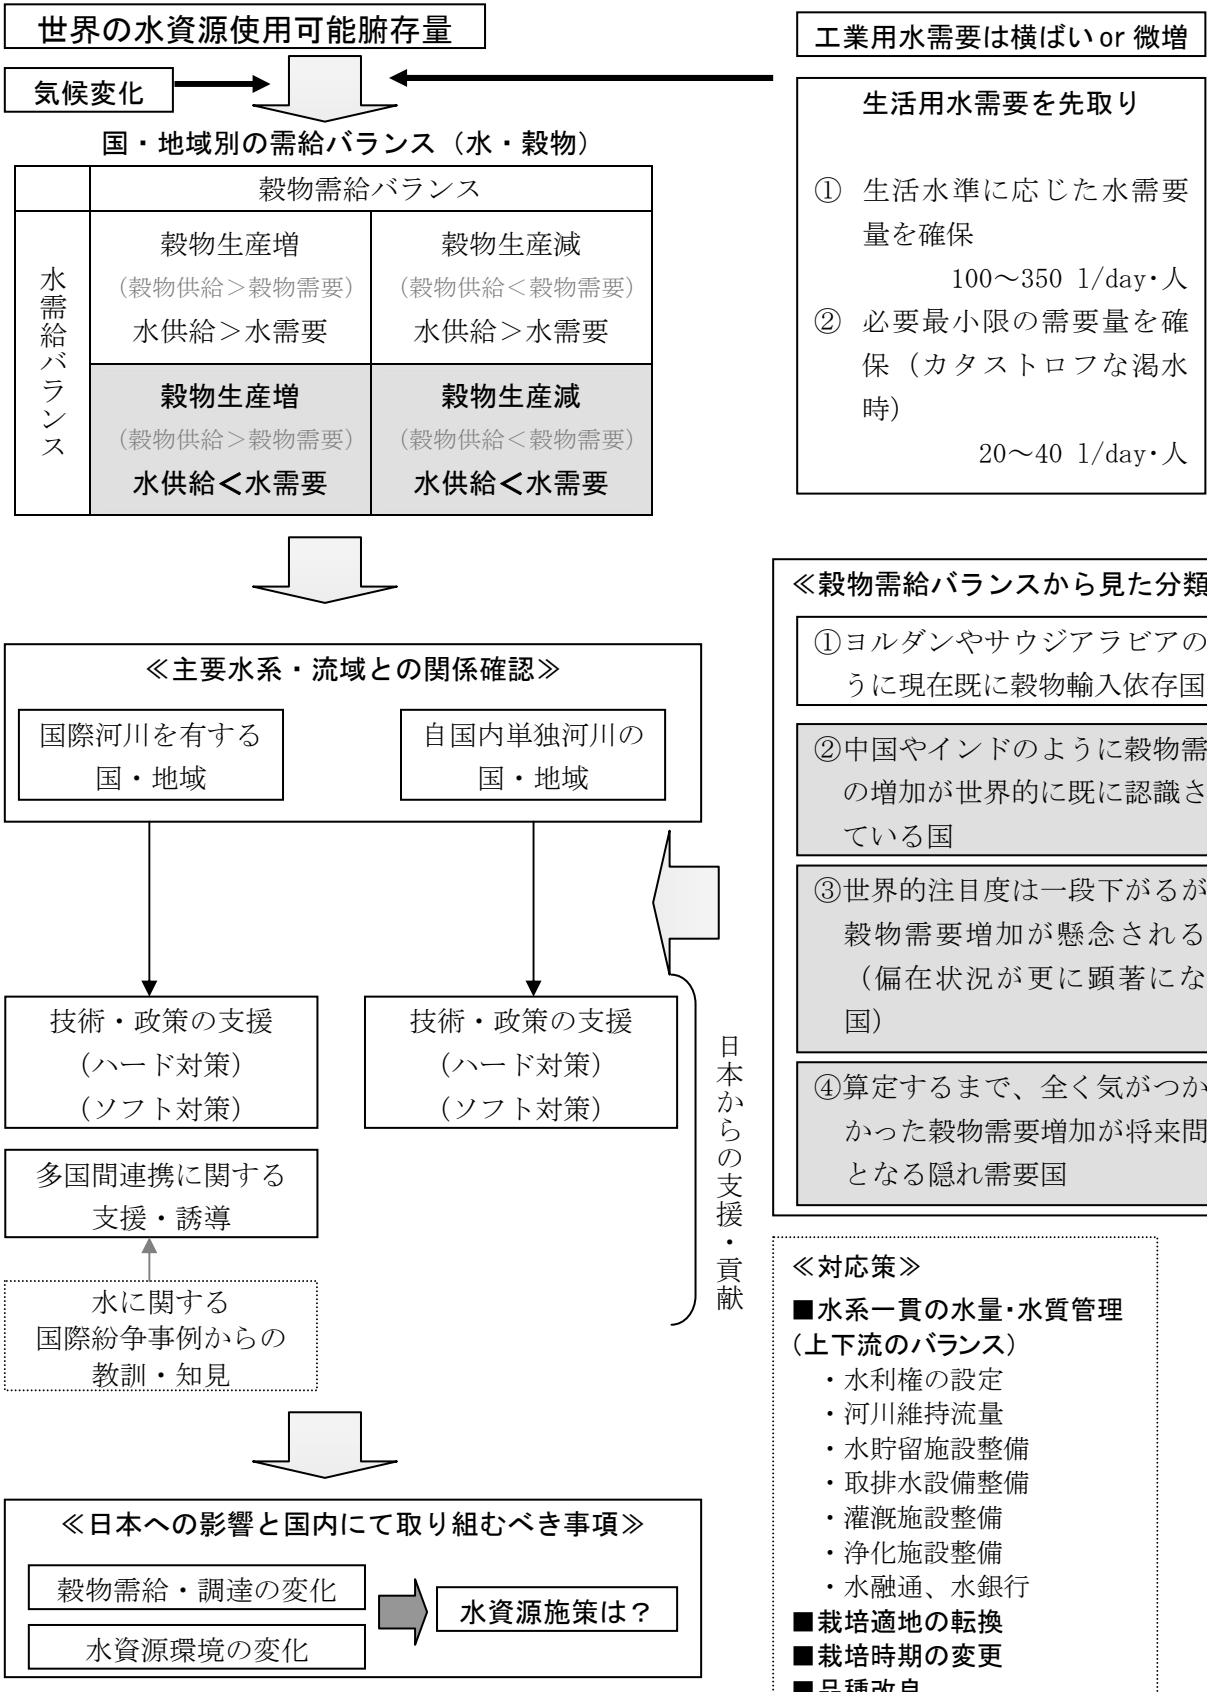 世界の水資源使用可能賦存量
気候変化
国・地域別の需給バランス（水・穀物）
穀物需給バランス
水需給バランス
穀物生産増
（穀物供給＞穀物需要）
水供給＞水需要
穀物生産減
（穀物供給＜穀物需要）
水供給＞水需要
穀物生産増
（穀物供給＞穀物需要）
水供給＜水需要
穀物生産減
（穀物供給＜穀物需要）
水供給＜水需要
工業用水需要は横ばい or 微増
生活用水需要を先取り
① 生活水準に応じた水需要
量を確保
100～350 l/day・人
② 必要最小限の需要量を確
保（カタストロフな渇水
時）
20～40 l/day・人
≪主要水系・流域との関係確認≫
国際河川を有する
国・地域
自国内単独河川の
国・地域
技術・政策の支援
（ハード対策）
（ソフト対策）
技術・政策の支援
（ハード対策）
（ソフト対策）
多国間連携に関する
支援・誘導
水に関する
国際紛争事例からの
教訓・知見
日本からの支援・貢献
≪穀物需給バランスから見た分類
①ヨルダンやサウジアラビアの
うに現在既に穀物輸入依存国
②中国やインドのように穀物需
の増加が世界的に既に認識さ
ている国
③世界的注目度は一段下がるが
穀物需要増加が懸念される
（偏在状況が更に顕著にな
国）
④算定するまで、全く気がつか
かった穀物需要増加が将来問
となる隠れ需要国
≪対応策≫
■水系一貫の水量・水質管理
（上下流のバランス）
・水利権の設定
・河川維持流量
・水貯留施設整備
・取排水設備整備
・灌漑施設整備
・浄化施設整備
・水融通、水銀行
■栽培適地の転換
■栽培時期の変更
■品種改良
≪日本への影響と国内にて取り組むべき事項≫
穀物需給・調達の変化
水資源環境の変化
水資源施策は？